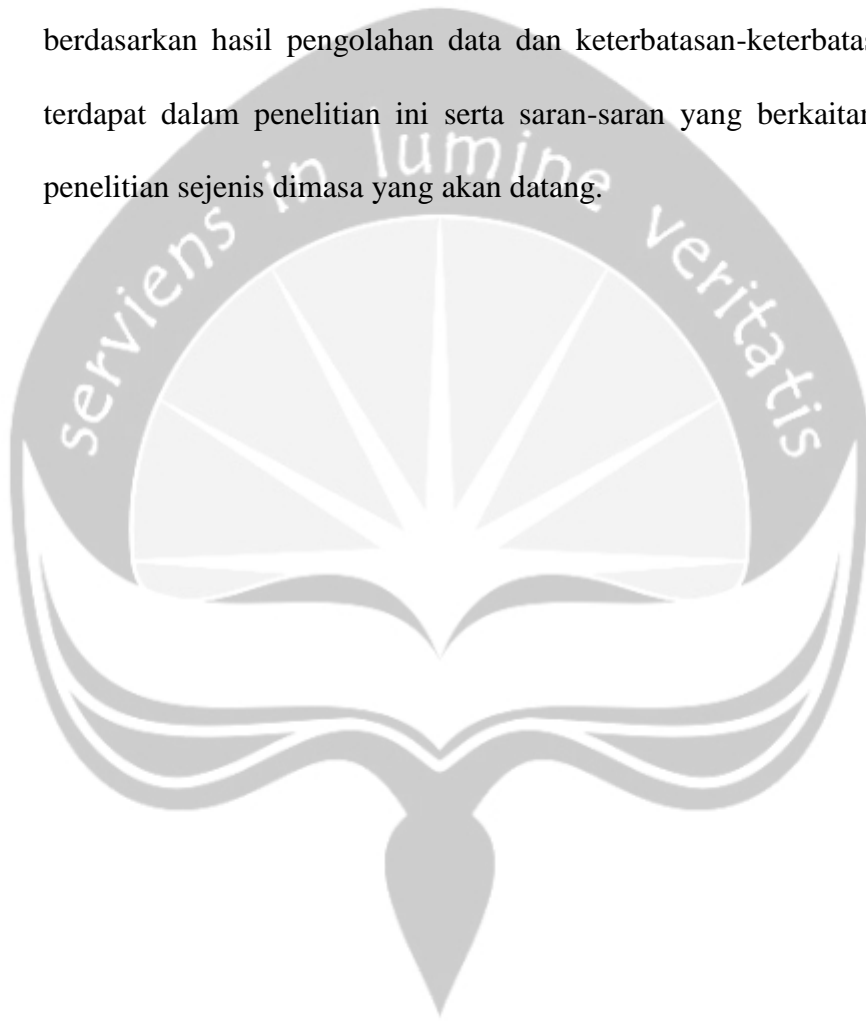 berdasarkan hasil pengolahan data dan keterbatasan-keterbatas
terdapat dalam penelitian ini serta saran-saran yang berkaitan
penelitian sejenis dimasa yang akan datang.
serviens in lumine veritatis